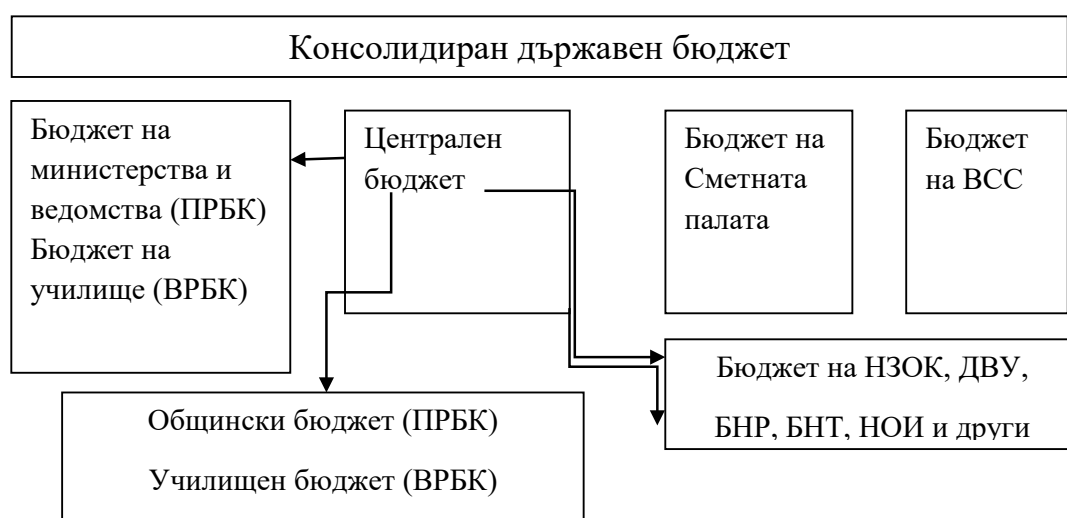 Консолидиран държавен бюджет
Бюджет на
министерства и
ведомства (ПРБК)
Бюджет на
училище (ВРБК)
Централен
бюджет
Бюджет на
Сметната
палата
Бюджет
на ВСС
Бюджет на НЗОК, ДВУ,
БНР, БНТ, НОИ и други
Общински бюджет (ПРБК)
Училищен бюджет (ВРБК)